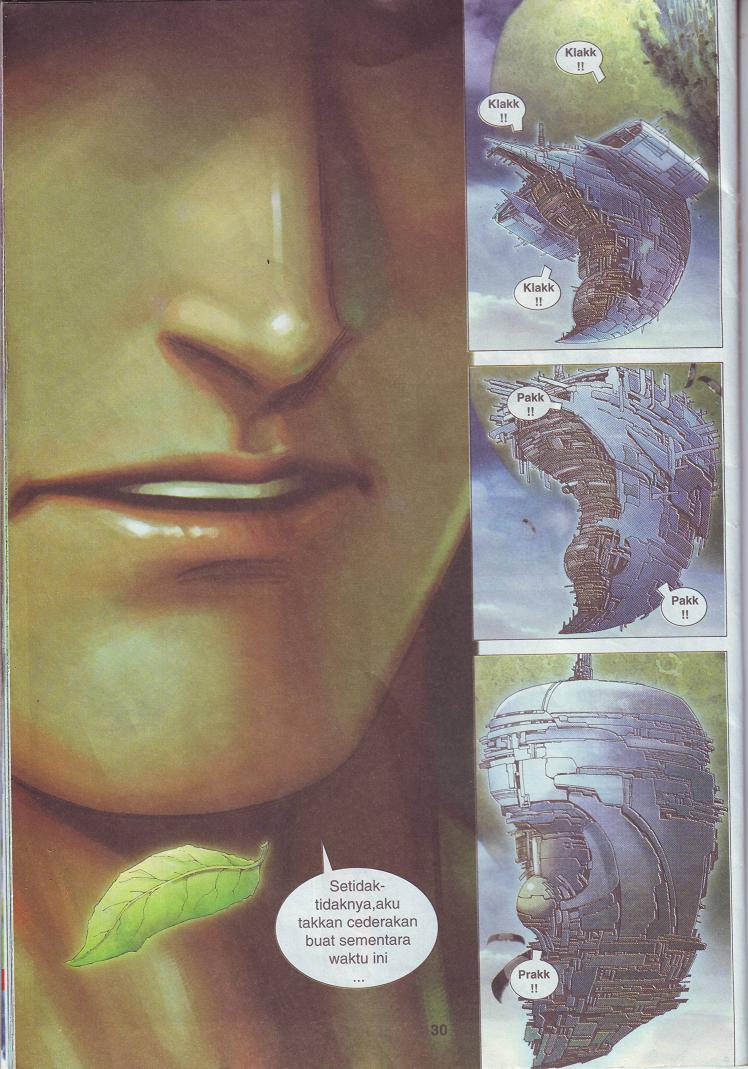 Setidak-
tidaknya,aku
takkan cederakan
buat sementara
waktu ini
...
30
Klakk
!!
Klakk
!!
Klakk
!!
Pakk
!!
Pakk
!!
Prakk
!!